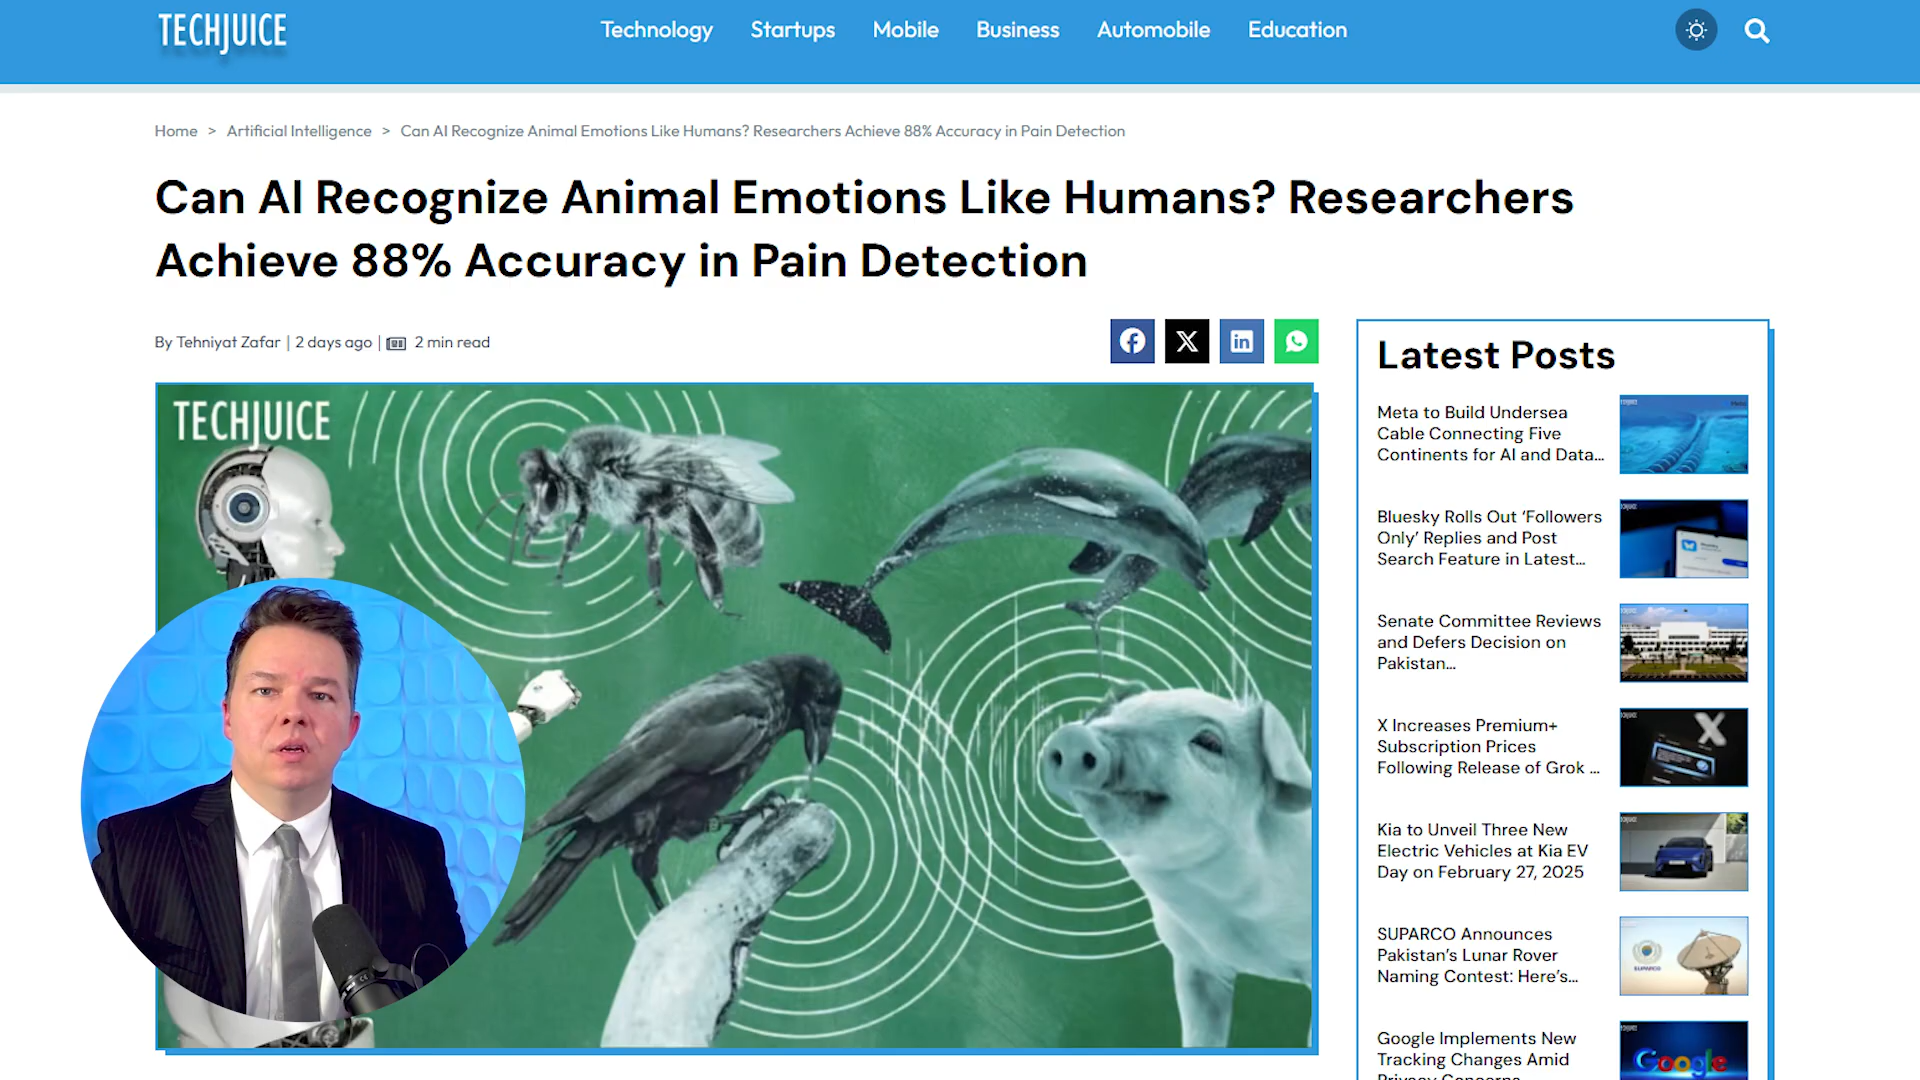 TECHJUICE
Technology Startups Mobile Business Automobile Education
Home > Artificial Intelligence > Can AI Recognize Animal Emotions Like Humans? Researchers Achieve 88% Accuracy in Pain Detection
Can AI Recognize Animal Emotions Like Humans? Researchers
Achieve 88% Accuracy in Pain Detection
By Tehniyat Zafar | 2 days ago | 2 min read
TECHJUICE
Latest Posts
Meta to Build Undersea
Cable Connecting Five
Continents for AI and Data...
Bluesky Rolls Out ‘Followers
Only’ Replies and Post
Search Feature in Latest...
Senate Committee Reviews
and Defers Decision on
Pakistan...
X Increases Premium+
Subscription Prices
Following Release of Grok ...
Kia to Unveil Three New
Electric Vehicles at Kia EV
Day on February 27, 2025
SUPARCO Announces
Pakistan’s Lunar Rover
Naming Contest: Here’s...
Google Implements New
Tracking Changes Amid
Privacy Concerns
Google